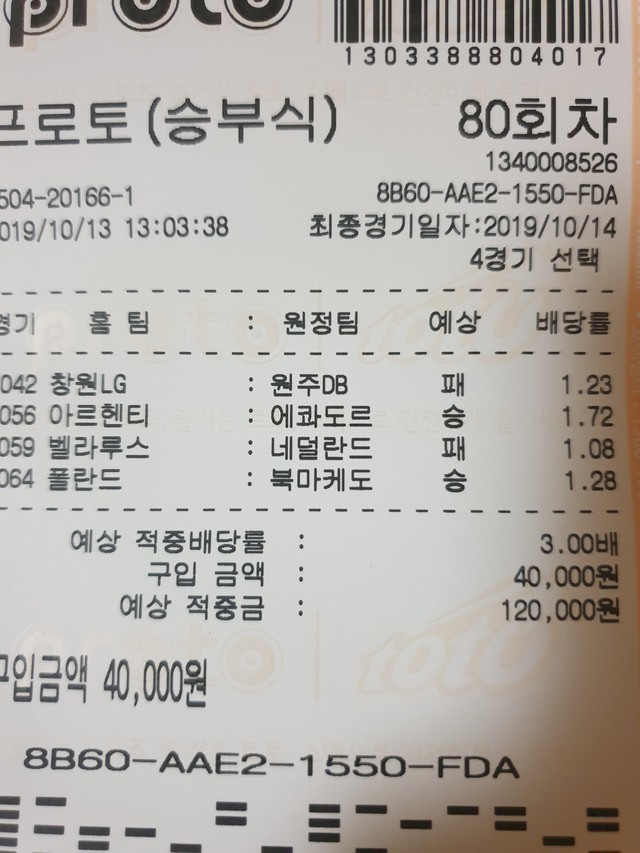 proto
1303388804017
프로토(승부식) 80회차
1340008526
504-20166-1 8B60-AAE2-1550-FDA
019/10/13 13:03:38 최종경기일자:2019/10/14
4경기 선택
경기 홈 팀 : 원정팀 예상 배당률
042 창원LG : 원주DB 패 1.23
056 아르헨티 : 에콰도르 승 1.72
059 벨라루스 : 네덜란드 패 1.08
064 폴란드 : 북마케도 승 1.28
예상 적중배당률 : 3.00배
구입 금액 : 40,000원
예상 적중금 : 120,000원
구입금액 40,000원
8B60-AAE2-1550-FDA